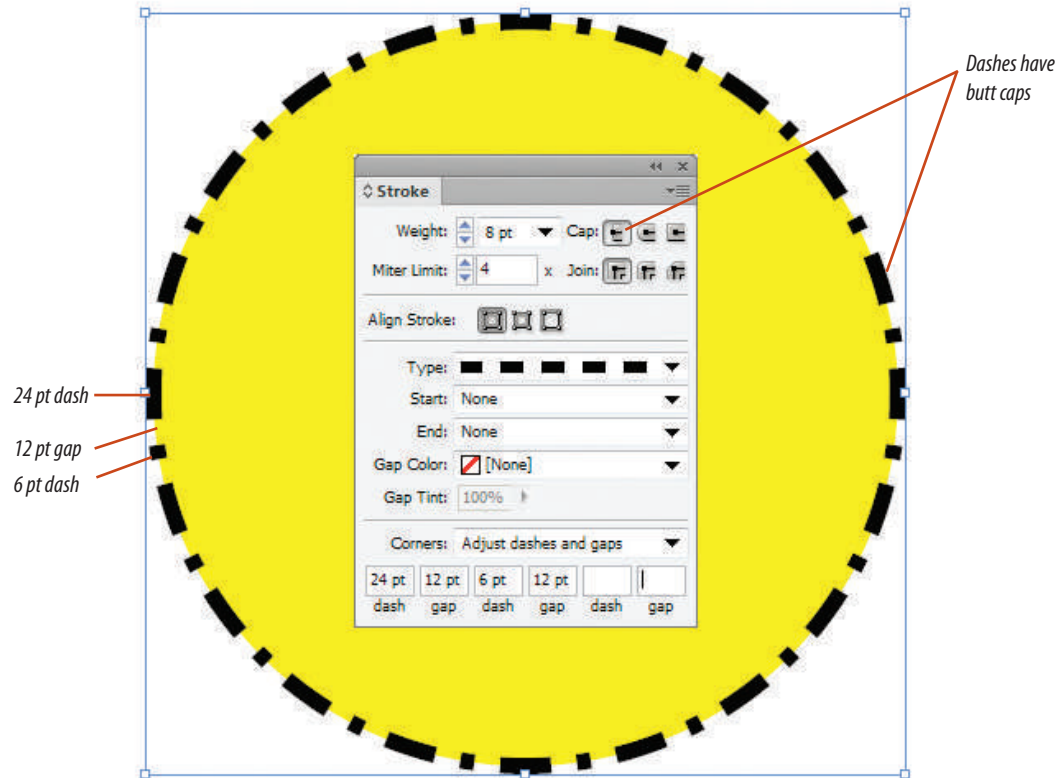 Dashes have
butt caps
Stroke
Weight: 8 pt Cap:
Miter Limit: 4 x Join:
Align Stroke:
Type:
Start: None
24 pt dash
End: None
12 pt gap
Gap Color: [None]
6 pt dash
Gap Tint: 100%
Corners: Adjust dashes and gaps
24 pt 12 pt 6 pt 12 pt
dash gap dash gap dash gap